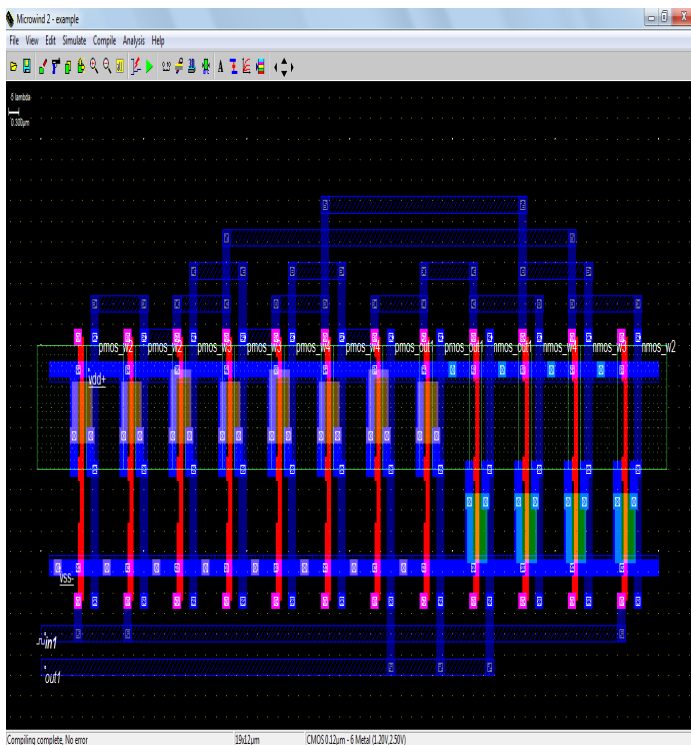 Microwind 2 - example
File View Edit Simulate Compile Analysis Help
5 lambda
0.300µm
pmos_w2 pmos_w2 pmos_w3 pmos_w3 pmos_w4 pmos_w4 pmos_out1 pmos_out1 nmos_out1 nmos_w4 nmos_w3 nmos_w2
vdd+
vss-
in1
out1
Compiling complete, No error 19x12µm CMOS 0.12µm - 6 Metal (1.20V,2.50V)